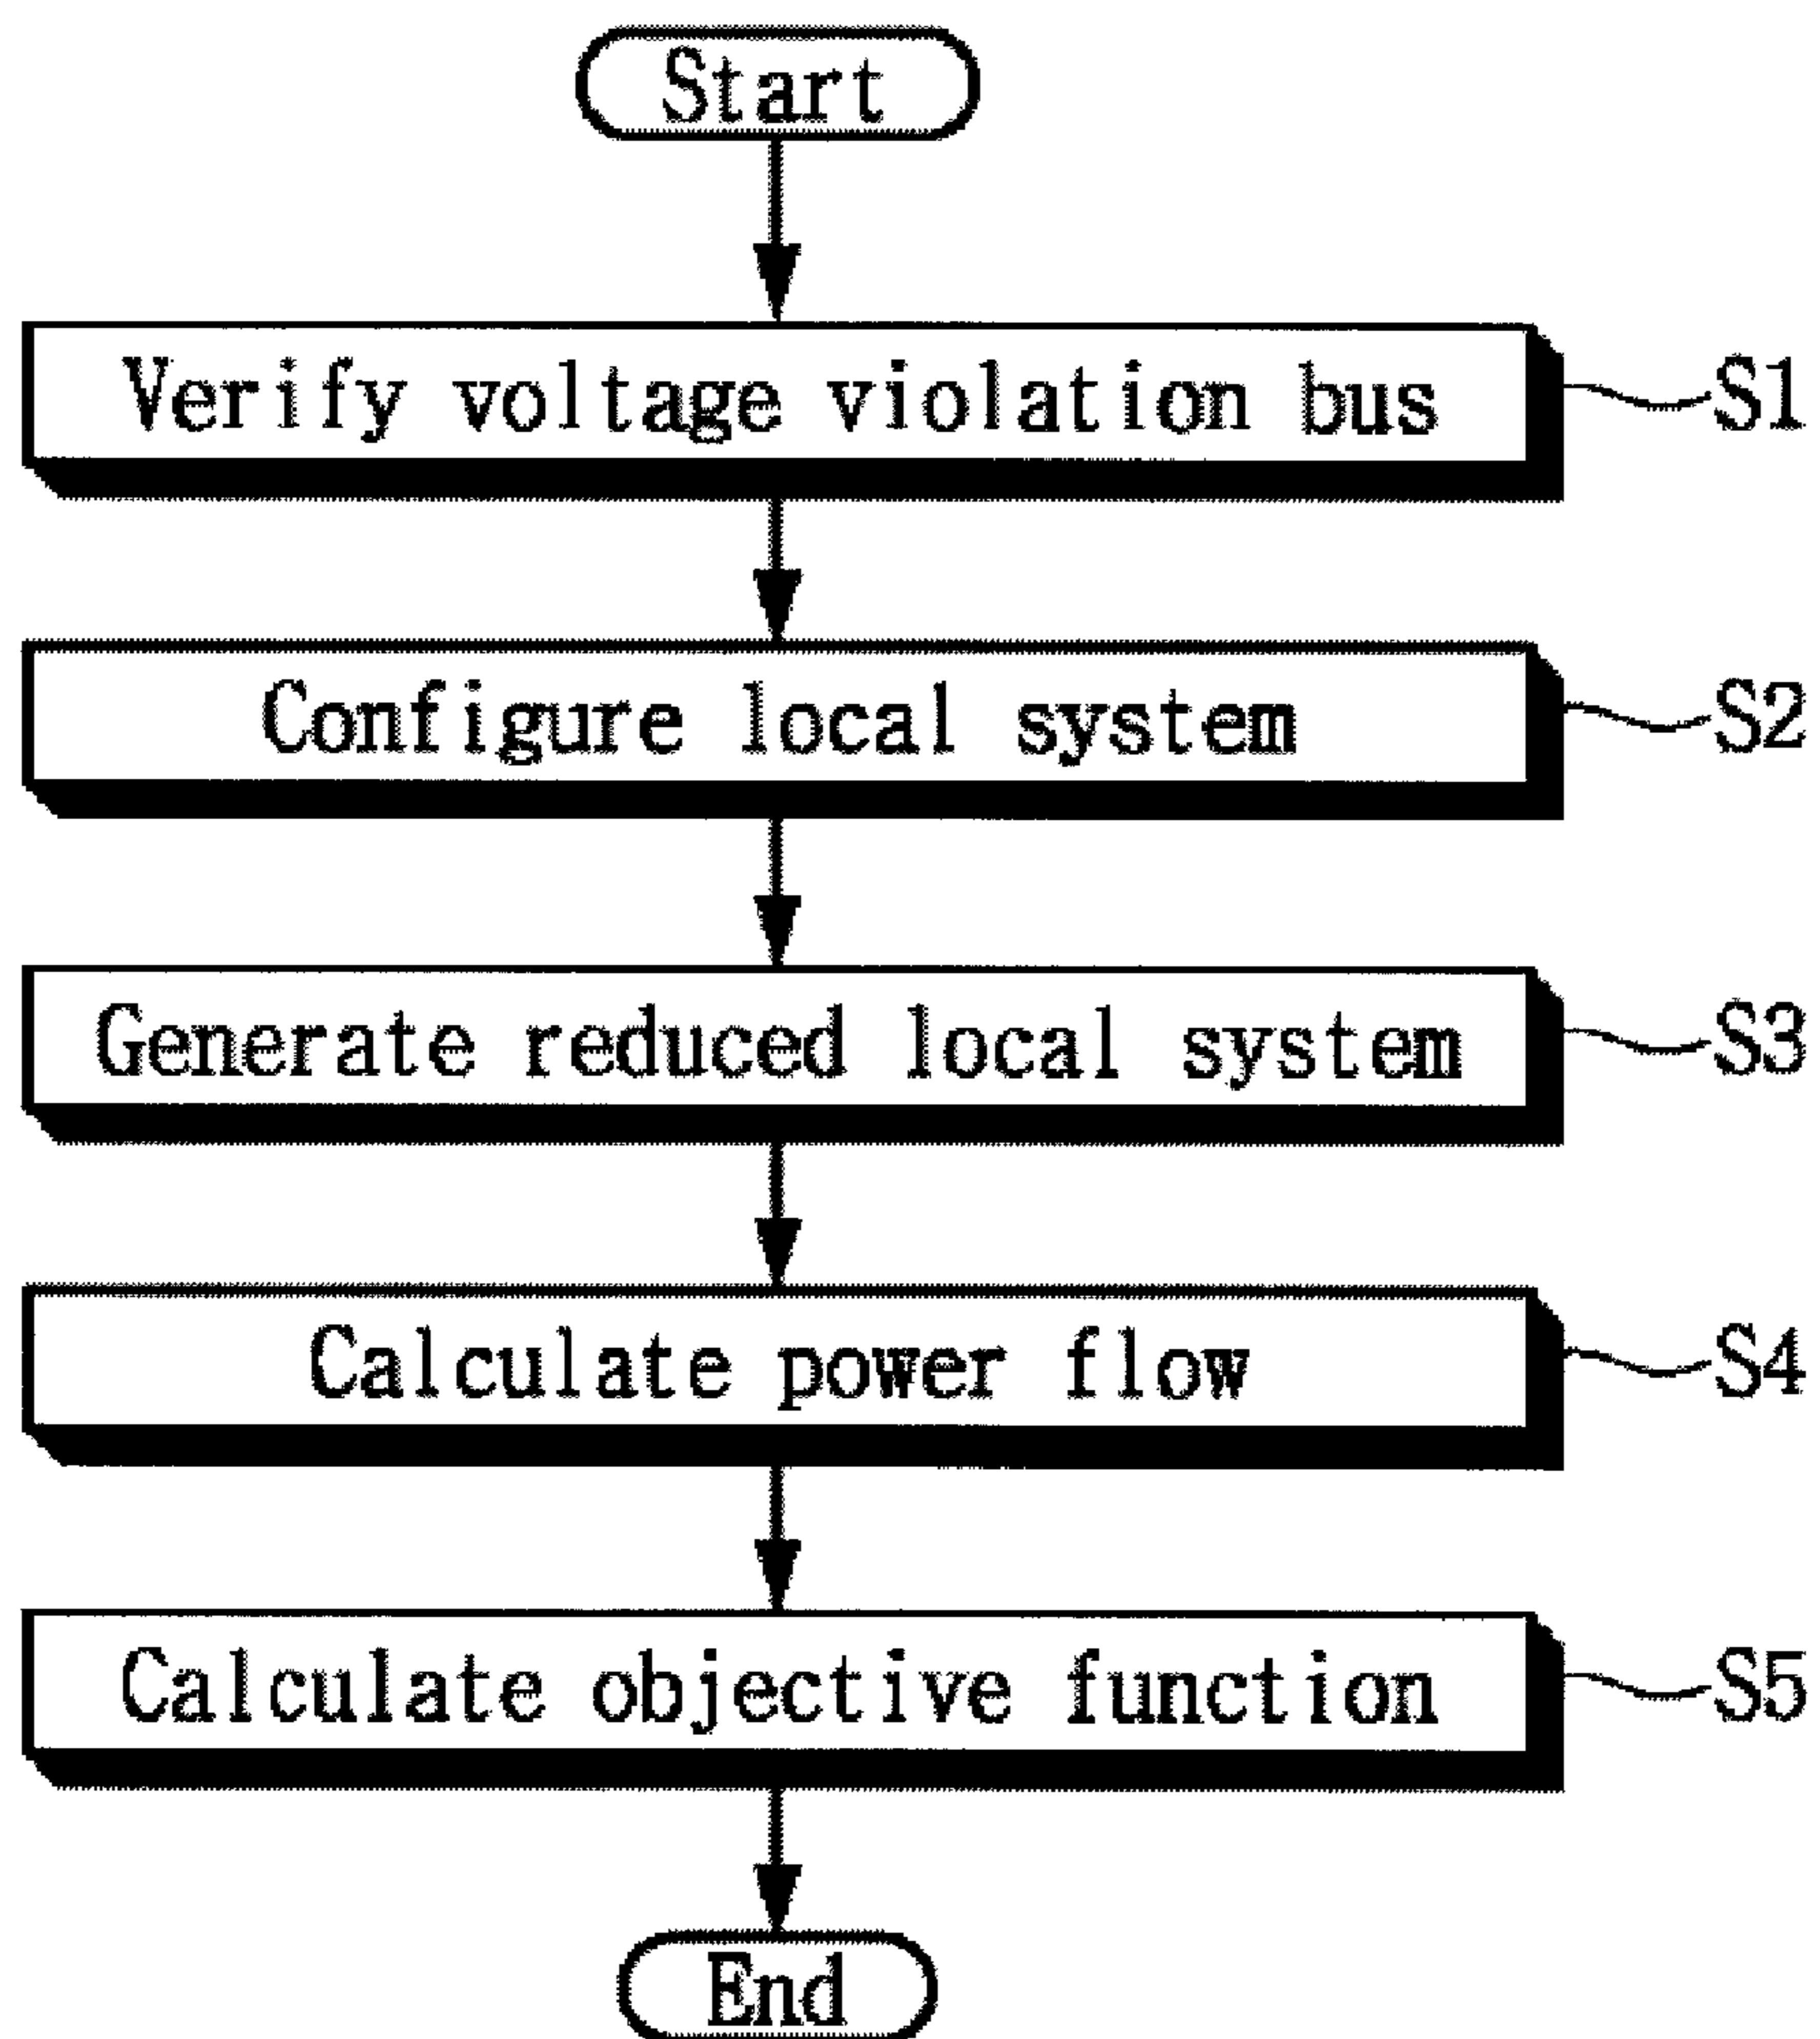 Start
Verify voltage violation bus S1
Configure local system S2
Generate reduced local system S3
Calculate power flow S4
Calculate objective function S5
End